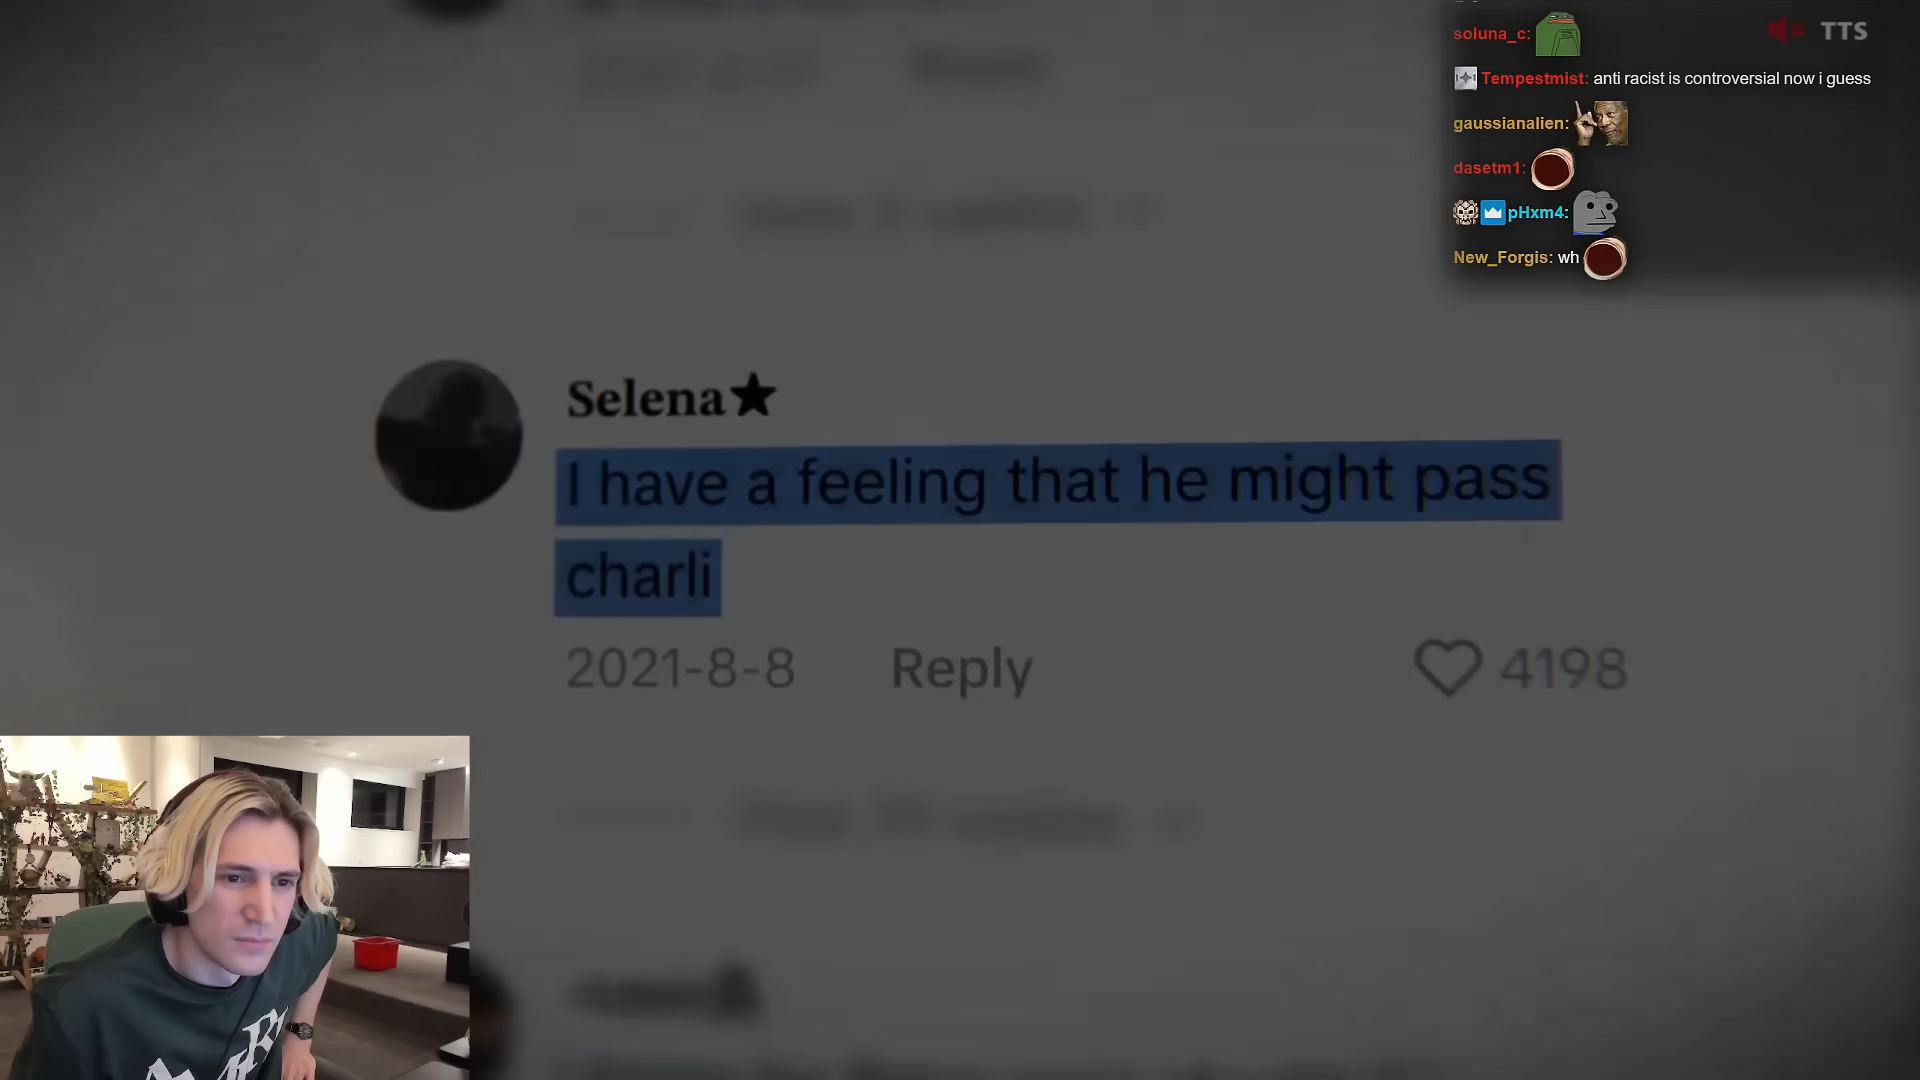 soluna_c:
TTS
Tempestmist: anti racist is controversial now i guess
gaussianalien:
dasetm1:
pHxm4:
New_Forgis: wh
Selena★
I have a feeling that he might pass
charli
2021-8-8 Reply 4198